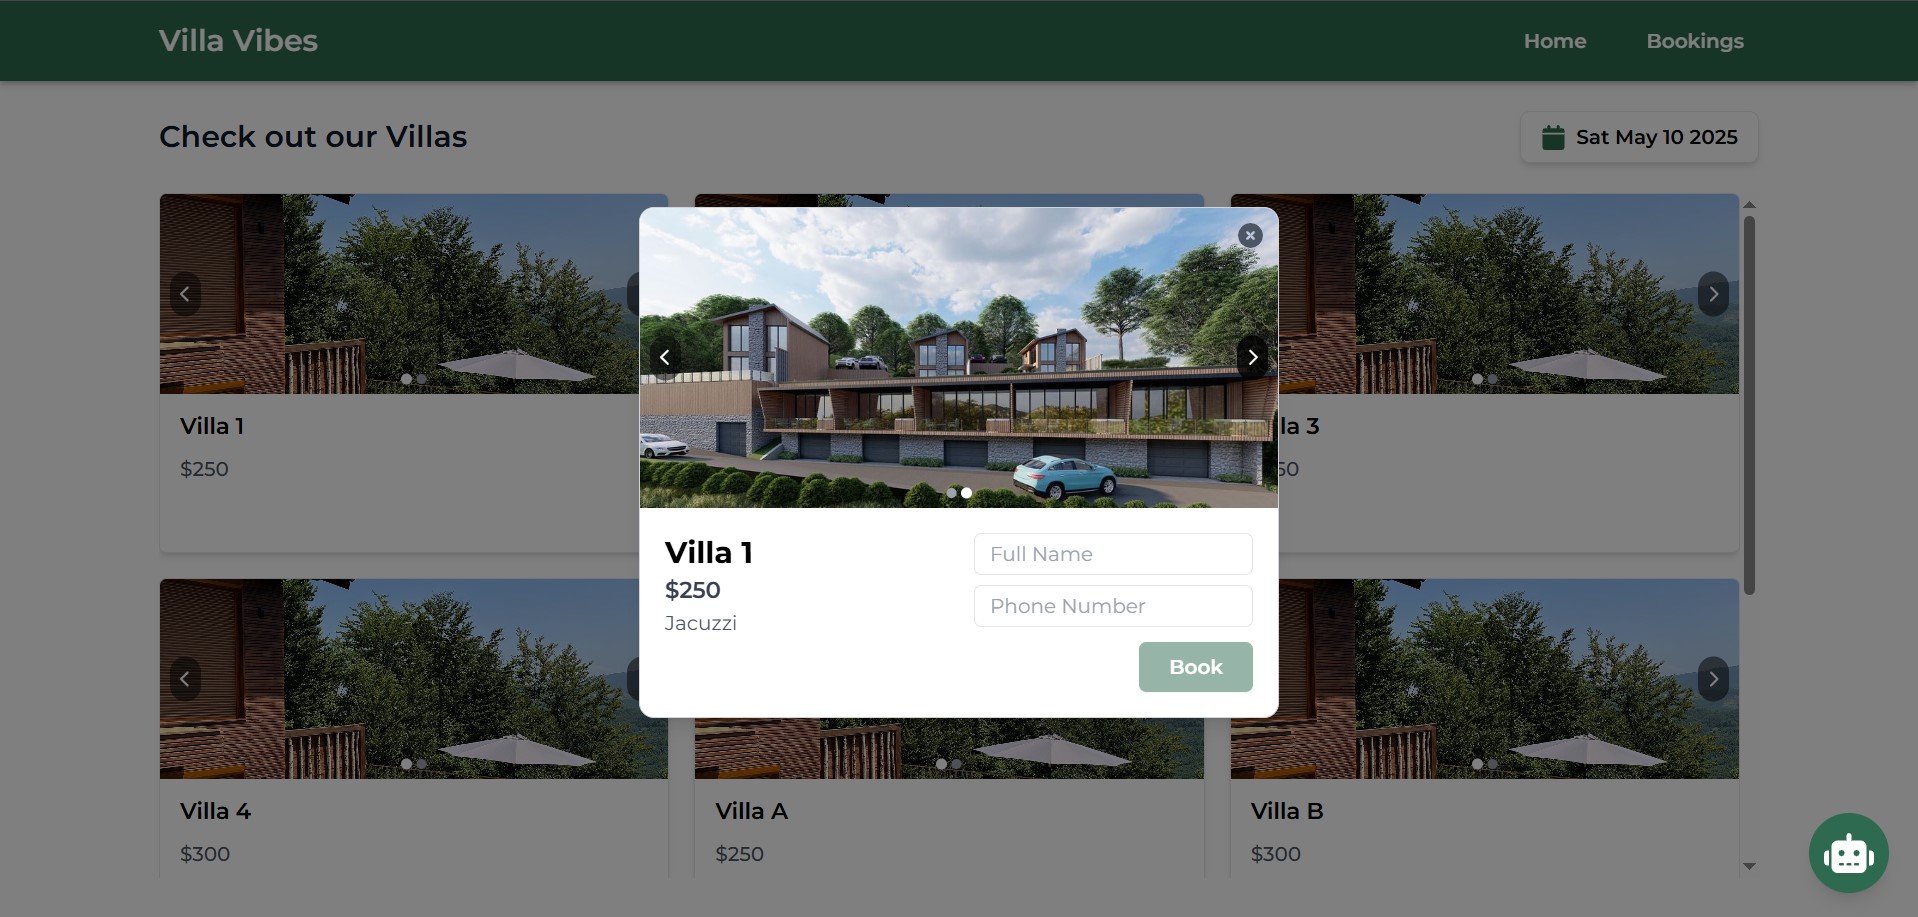 Villa Vibes
Home
Bookings
Check out our Villas
Sat May 10 2025
Villa 1
$250
la 3
50
Villa 1
$250
Jacuzzi
Full Name
Phone Number
Book
Villa 4
$300
Villa A
$250
Villa B
$300